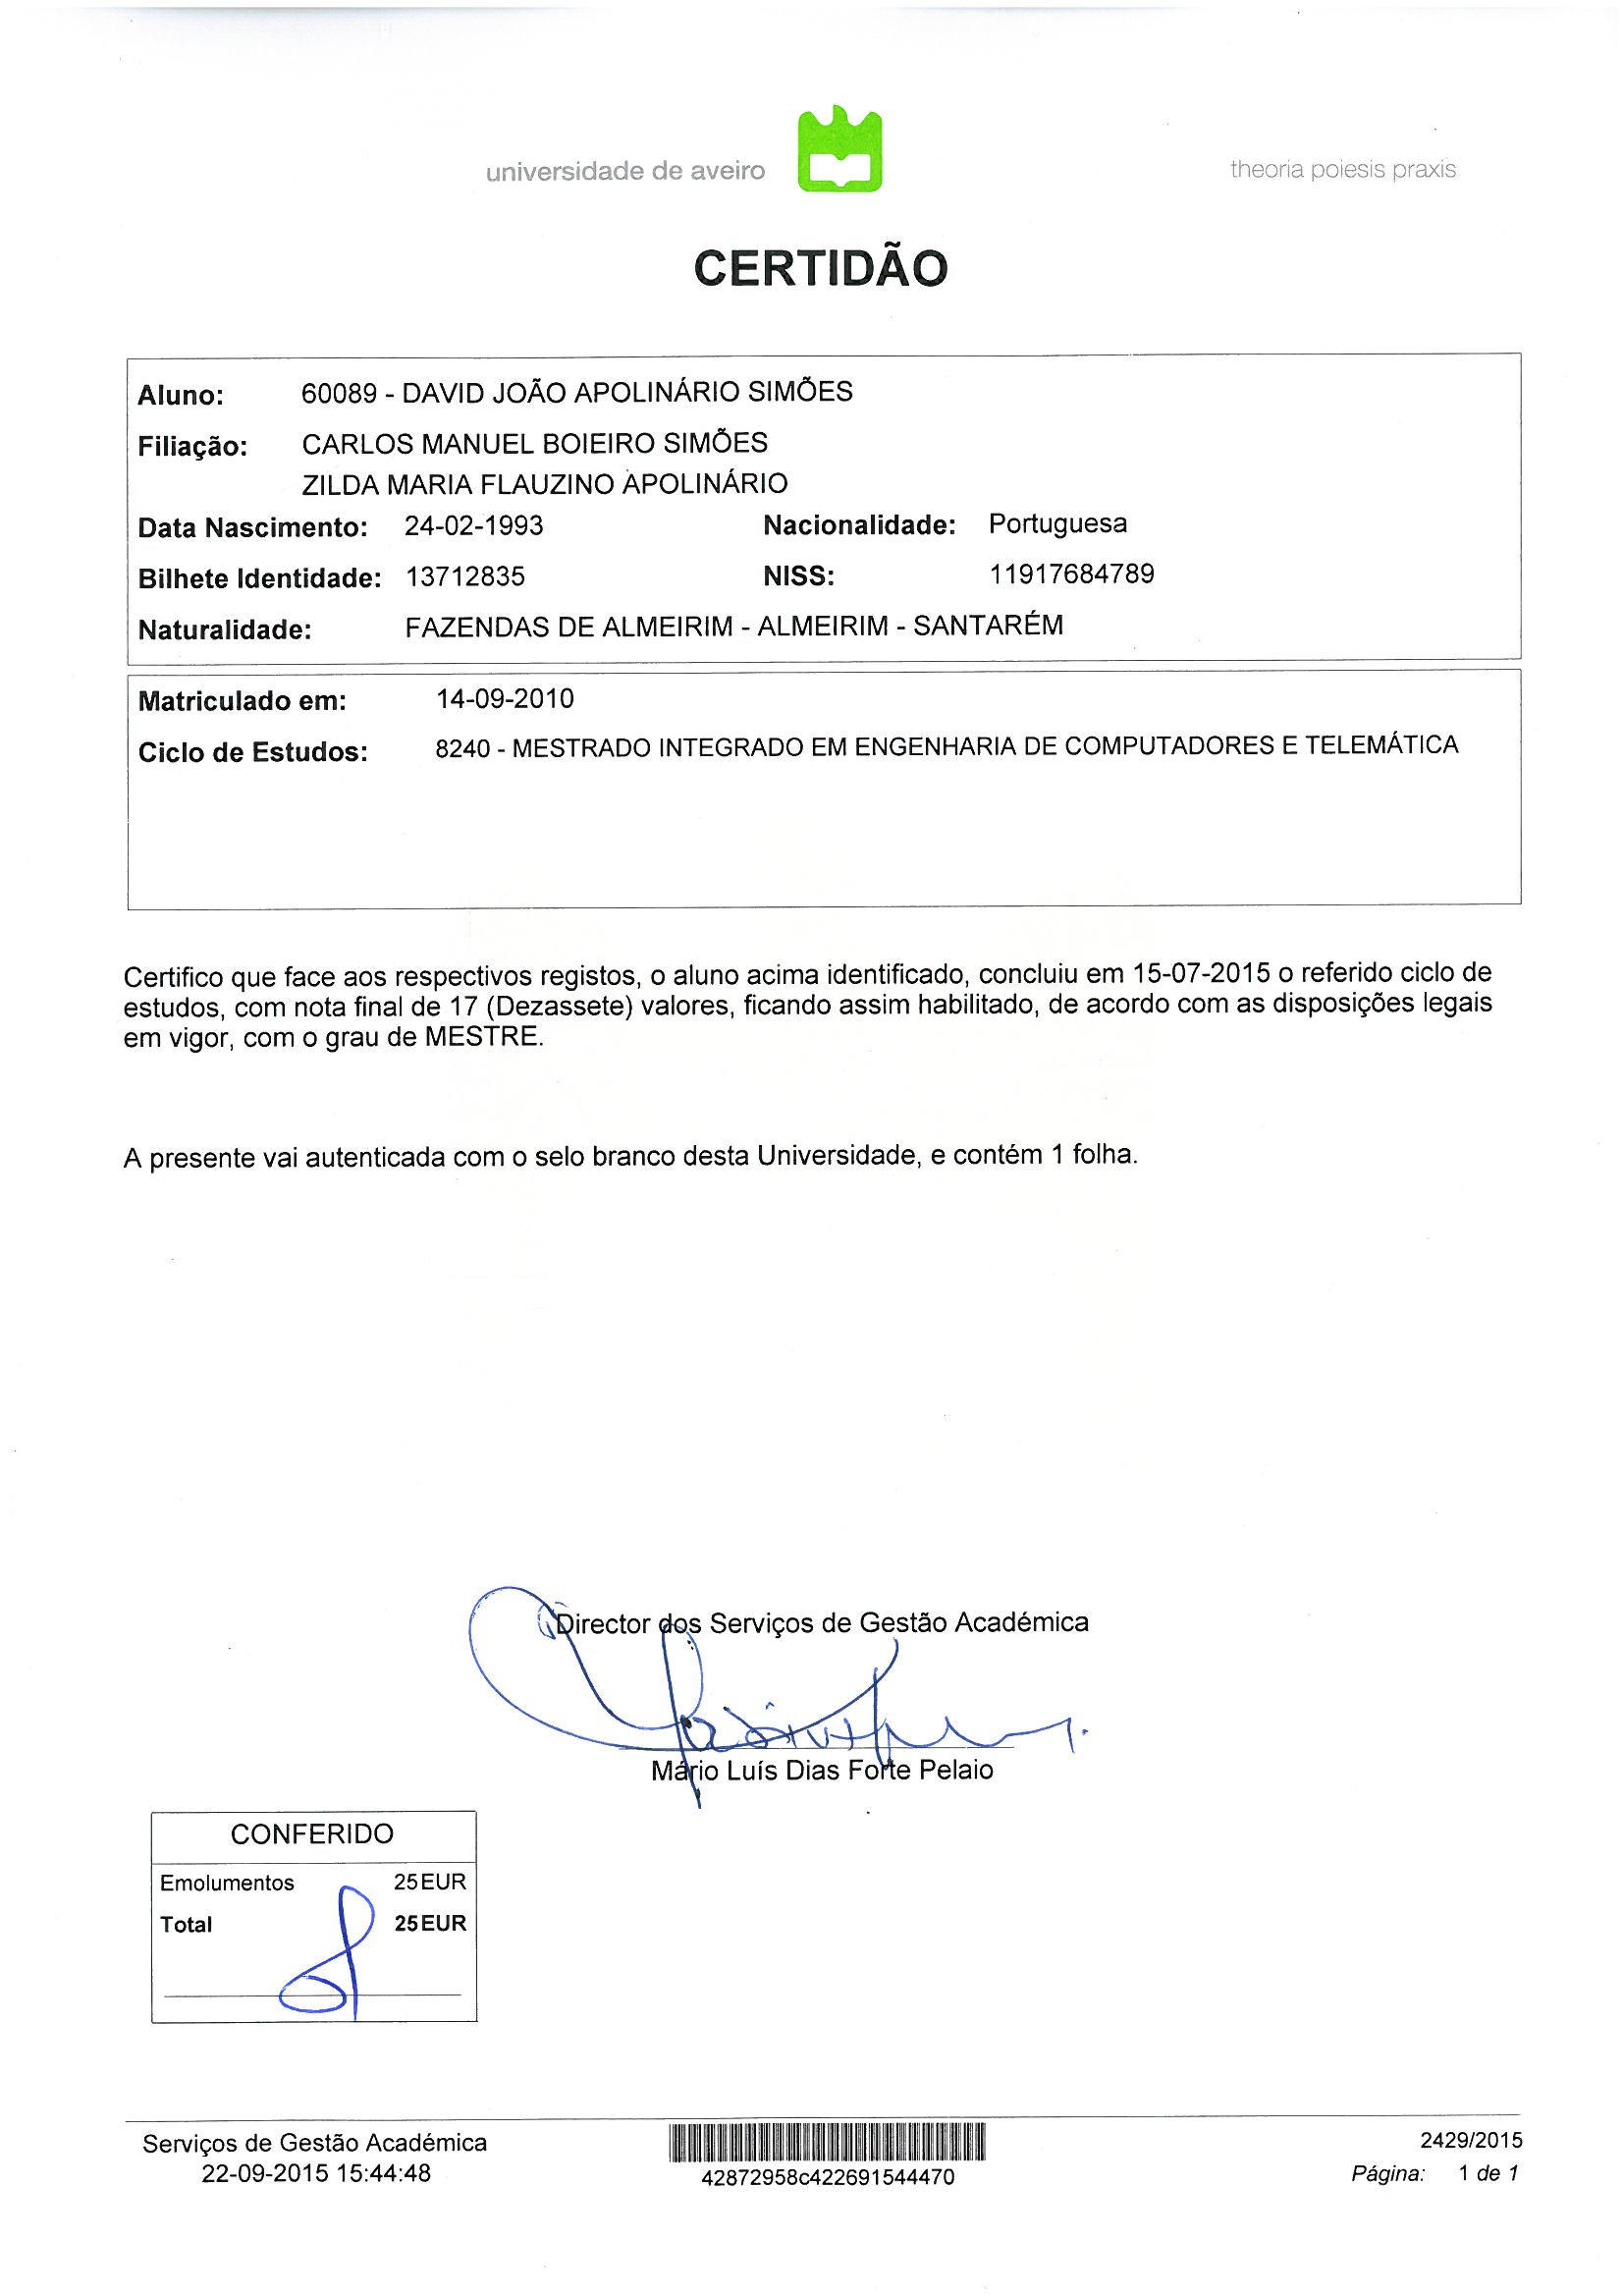 universidade de aveiro
theoria poiesis praxis
CERTIDÃO
Aluno: 60089 - DAVID JOÃO APOLINÁRIO SIMÕES
Filiação: CARLOS MANUEL BOIEIRO SIMÕES
ZILDA MARIA FLAUZINO APOLINÁRIO
Data Nascimento: 24-02-1993 Nacionalidade: Portuguesa
Bilhete Identidade: 13712835 NISS: 11917684789
Naturalidade: FAZENDAS DE ALMEIRIM - ALMEIRIM - SANTARÉM
Matriculado em: 14-09-2010
Ciclo de Estudos: 8240 - MESTRADO INTEGRADO EM ENGENHARIA DE COMPUTADORES E TELEMÁTICA
Certifico que face aos respectivos registos, o aluno acima identificado, concluiu em 15-07-2015 o referido ciclo de
estudos, com nota final de 17 (Dezassete) valores, ficando assim habilitado, de acordo com as disposições legais
em vigor, com o grau de MESTRE.
A presente vai autenticada com o selo branco desta Universidade, e contém 1 folha.
Director dos Serviços de Gestão Académica
Mário Luís Dias Forte Pelaio
CONFERIDO
Emolumentos 25EUR
Total 25EUR
Serviços de Gestão Académica
22-09-2015 15:44:48
42872958c422691544470
2429/2015
Página: 1 de 1